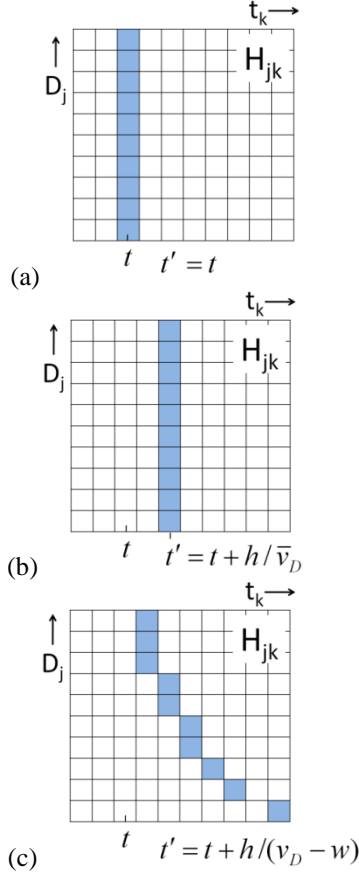 t_k →
H_jk
↑
D_j
t t′ = t
(a)
t_k →
H_jk
↑
D_j
t t′ = t + h / v̄_D
(b)
t_k →
H_jk
↑
D_j
t t′ = t + h /(v_D − w)
(c)